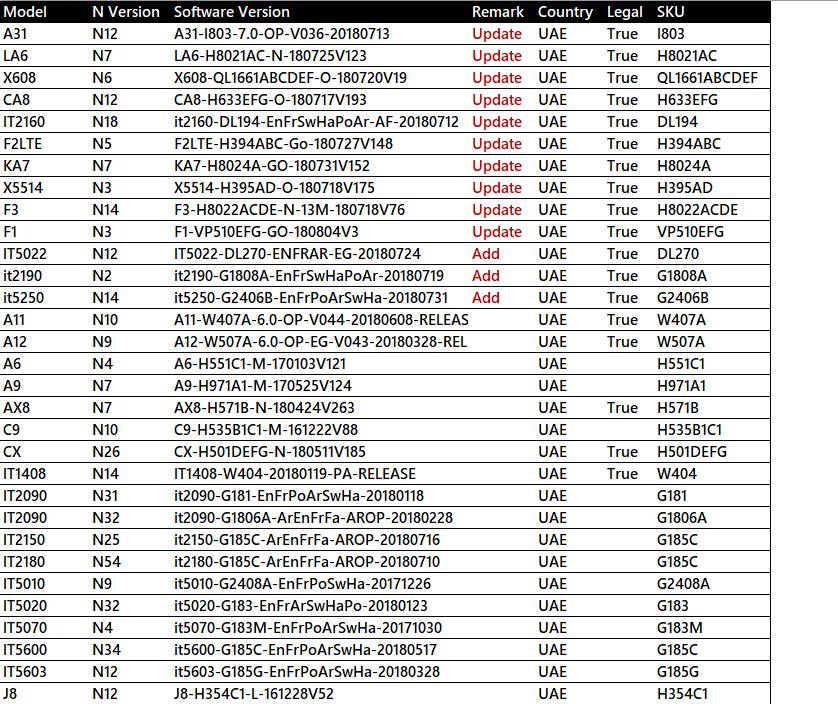 Model N Version Software Version Remark Country Legal SKU
A31 N12 A31-I803-7.0-OP-V036-20180713 Update UAE True I803
LA6 N7 LA6-H8021AC-N-180725V123 Update UAE True H8021AC
X608 N6 X608-QL1661ABCDEF-O-180720V19 Update UAE True QL1661ABCDEF
CA8 N12 CA8-H633EFG-O-180717V193 Update UAE True H633EFG
IT2160 N18 it2160-DL194-EnFrSwHaPoAr-AF-20180712 Update UAE True DL194
F2LTE N5 F2LTE-H394ABC-Go-180727V148 Update UAE True H394ABC
KA7 N7 KA7-H8024A-GO-180731V152 Update UAE True H8024A
X5514 N3 X5514-H395AD-O-180718V175 Update UAE True H395AD
F3 N14 F3-H8022ACDE-N-13M-180718V76 Update UAE True H8022ACDE
F1 N3 F1-VP510EFG-GO-180804V3 Update UAE True VP510EFG
IT5022 N12 IT5022-DL270-ENFRAR-EG-20180724 Add UAE True DL270
it2190 N2 it2190-G1808A-EnFrSwHaPoAr-20180719 Add UAE True G1808A
it5250 N14 it5250-G2406B-EnFrPoArSwHa-20180731 Add UAE True G2406B
A11 N10 A11-W407A-6.0-OP-V044-20180608-RELEAS UAE True W407A
A12 N9 A12-W507A-6.0-OP-EG-V043-20180328-REL UAE True W507A
A6 N4 A6-H551C1-M-170103V121 UAE H551C1
A9 N7 A9-H971A1-M-170525V124 UAE H971A1
AX8 N7 AX8-H571B-N-180424V263 UAE True H571B
C9 N10 C9-H535B1C1-M-161222V88 UAE H535B1C1
CX N26 CX-H501DEFG-N-180511V185 UAE True H501DEFG
IT1408 N14 IT1408-W404-20180119-PA-RELEASE UAE True W404
IT2090 N31 it2090-G181-EnFrPoArSwHa-20180118 UAE G181
IT2090 N32 it2090-G1806A-ArEnFrFa-AROP-20180228 UAE G1806A
IT2150 N25 it2150-G185C-ArEnFrFa-AROP-20180716 UAE G185C
IT2180 N54 it2180-G185C-ArEnFrFa-AROP-20180710 UAE G185C
IT5010 N9 it5010-G2408A-EnFrPoSwHa-20171226 UAE G2408A
IT5020 N32 it5020-G183-EnFrArSwHaPo-20180123 UAE G183
IT5070 N4 it5070-G183M-EnFrPoArSwHa-20171030 UAE G183M
IT5600 N34 it5600-G185C-EnFrPoArSwHa-20180517 UAE G185C
IT5603 N12 it5603-G185G-EnFrPoArSwHa-20180328 UAE G185G
J8 N12 J8-H354C1-L-161228V52 UAE H354C1